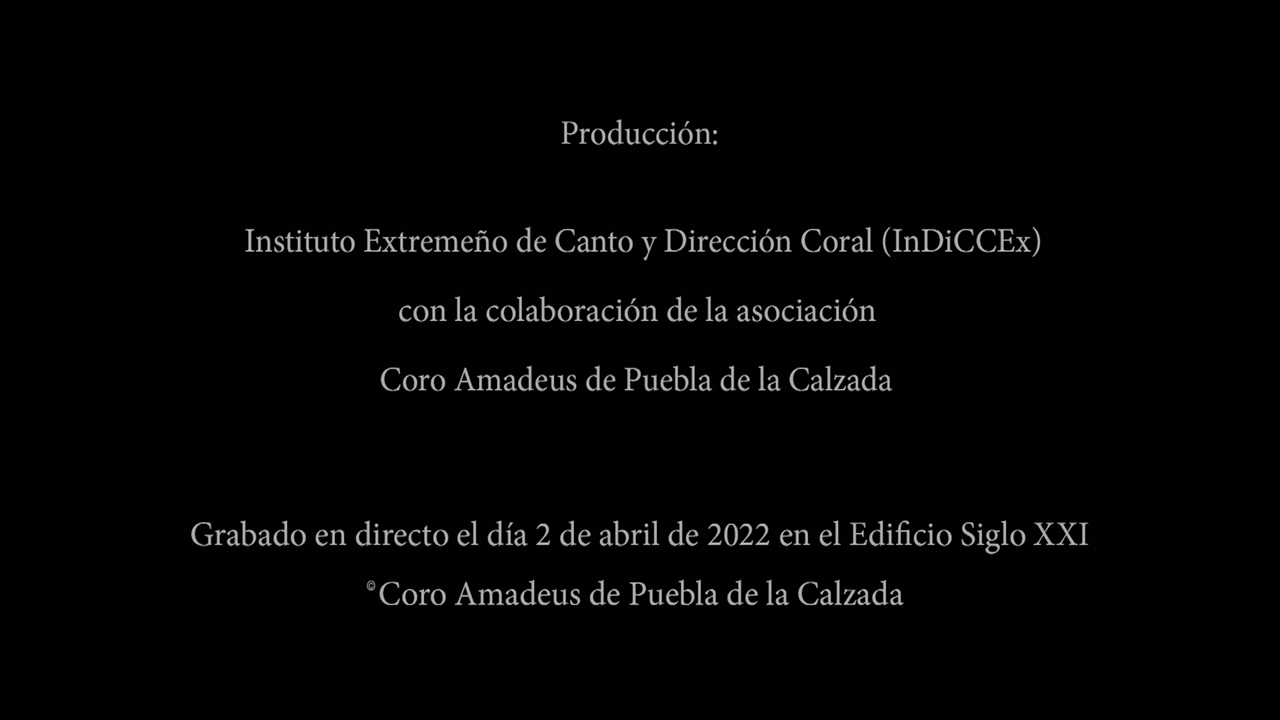 Producción:
Instituto Extremeño de Canto y Dirección Coral (InDiCCEx)
con la colaboración de la asociación
Coro Amadeus de Puebla de la Calzada
Grabado en directo el día 2 de abril de 2022 en el Edificio Siglo XXI
©Coro Amadeus de Puebla de la Calzada